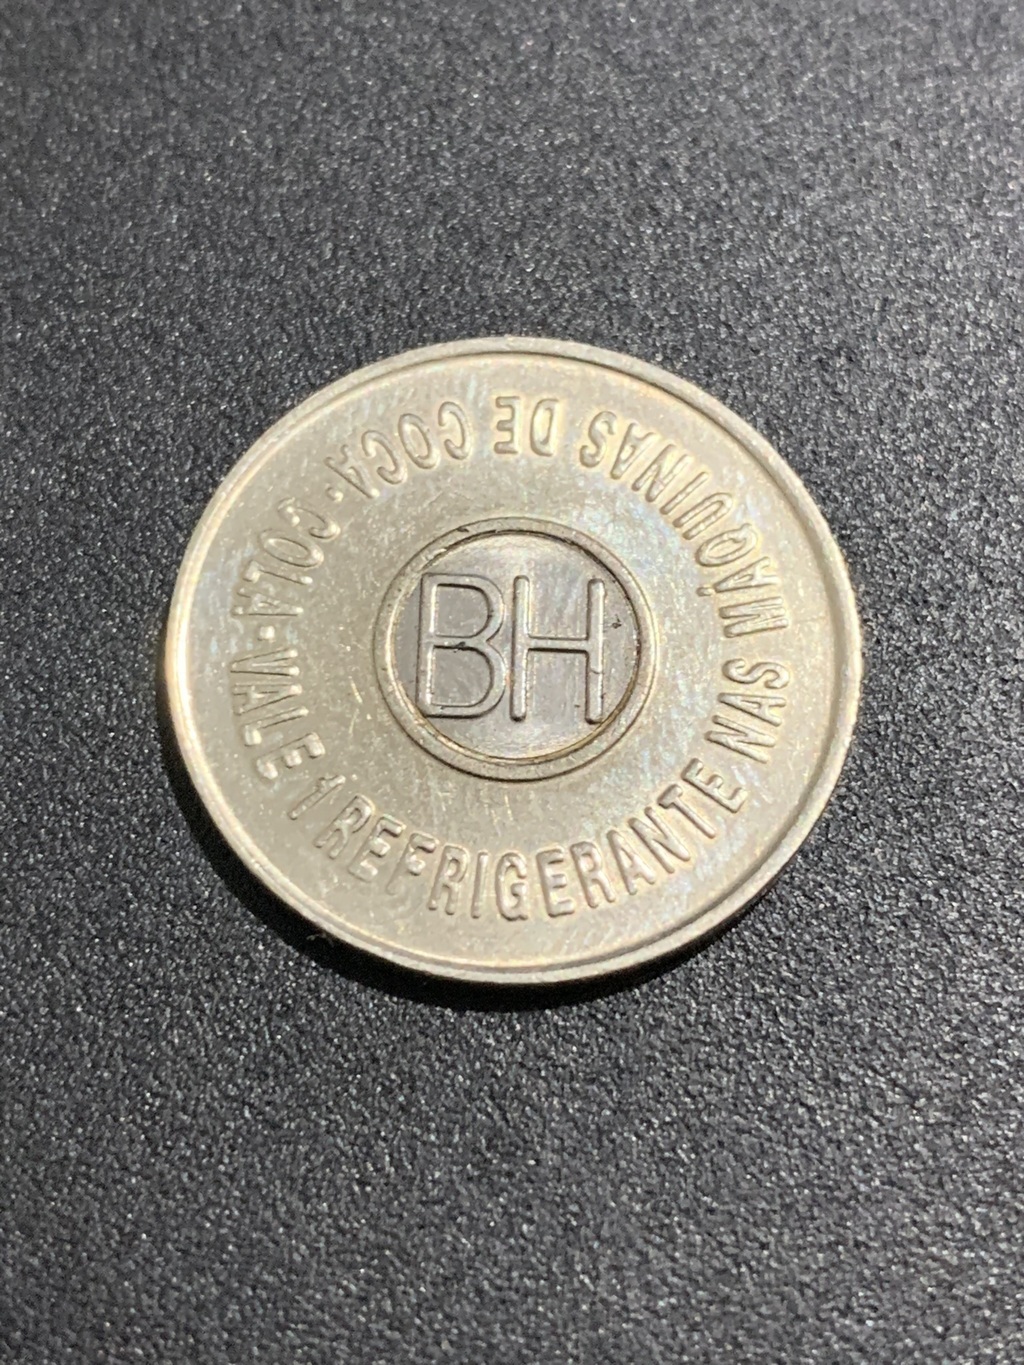 VALE 1 REFRIGERANTE NAS MÁQUINAS DE COCA · COLA ·
BH